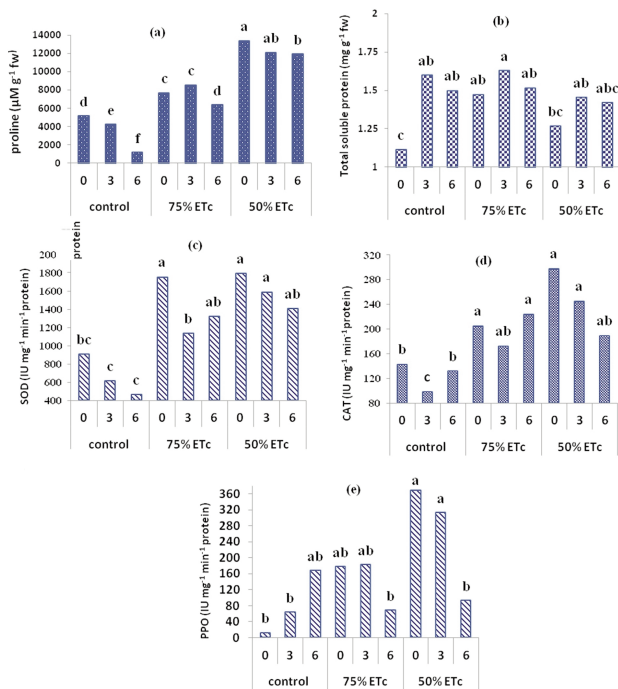 (a)
proline (µM g⁻¹ fw)
14000
12000
10000
8000
6000
4000
2000
0
d e f c c d a b b
0 3 6 0 3 6 0 3 6
control 75% ETc 50% ETc
(b)
Total soluble protein (mg g⁻¹ fw)
2
1.75
1.5
1.25
1
c ab ab ab a ab bc ab abc
0 3 6 0 3 6 0 3 6
control 75% ETc 50% ETc
protein
(c)
SOD (IU mg⁻¹ min⁻¹protein)
200
1800
1600
1400
1200
1000
800
600
400
bc c c a b ab a a ab
0 3 6 0 3 6 0 3 6
control 75% ETc 50% ETc
(d)
CAT (IU mg⁻¹ min⁻¹protein)
320
280
240
200
160
120
80
b c b a ab a a a ab
0 3 6 0 3 6 0 3 6
control 75% ETc 50% ETc
(e)
PPO (IU mg⁻¹ min⁻¹ protein)
360
320
280
240
200
160
120
80
40
0
b b ab ab ab b a a b
0 3 6 0 3 6 0 3 6
control 75% ETc 50% ETc